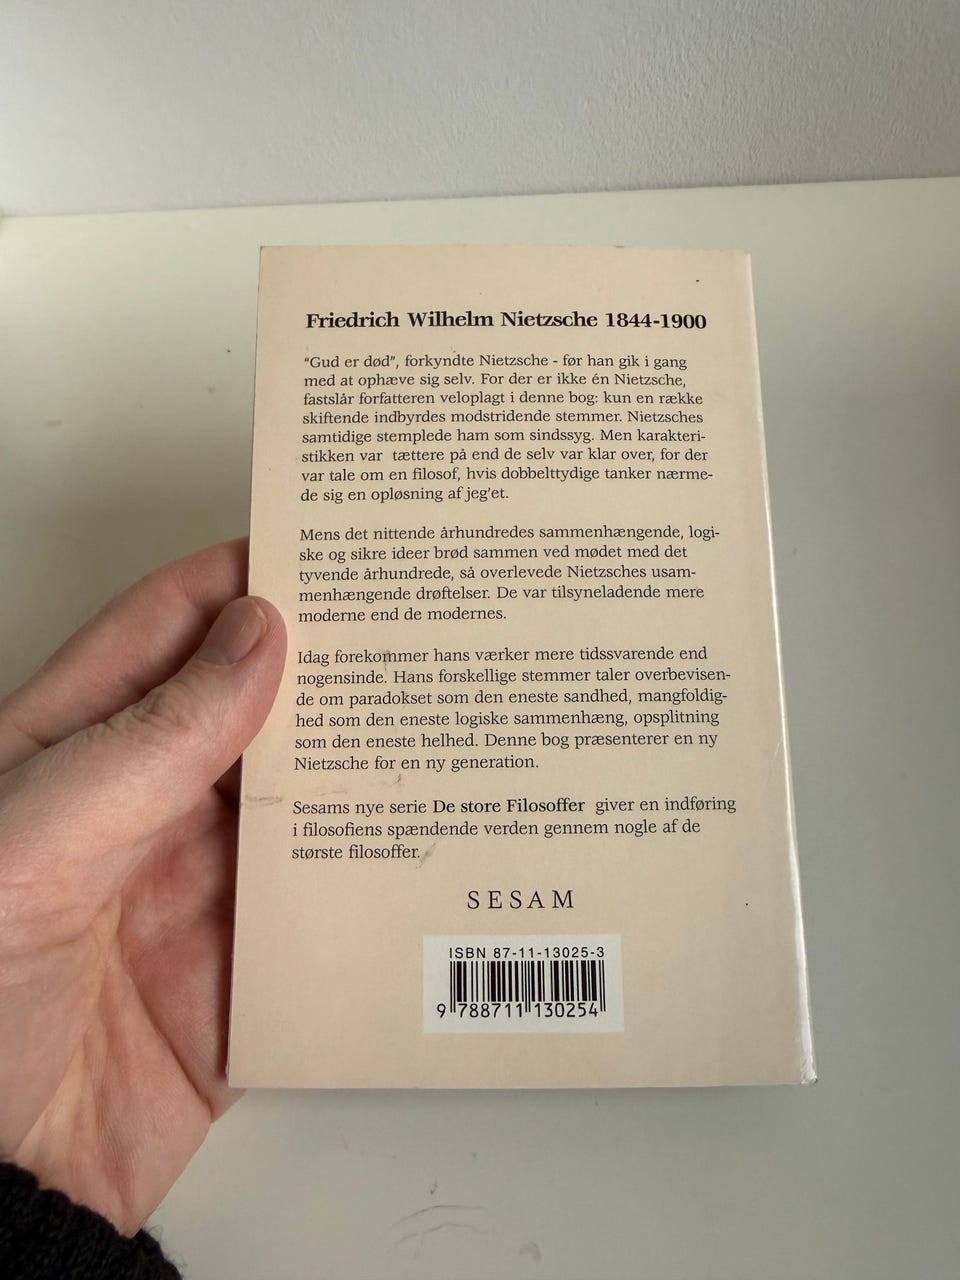 Friedrich Wilhelm Nietzsche 1844-1900
"Gud er død", forkyndte Nietzsche - før han gik i gang
med at ophæve sig selv. For der er ikke én Nietzsche,
fastslår forfatteren veloplagt i denne bog: kun en række
skiftende indbyrdes modstridende stemmer. Nietzsches
samtidige stemplede ham som sindssyg. Men karakteri-
stikken var tættere på end de selv var klar over, for der
var tale om en filosof, hvis dobbelttydige tanker nærme-
de sig en opløsning af jeg'et.
Mens det nittende århundredes sammenhængende, logi-
ske og sikre ideer brød sammen ved mødet med det
tyvende århundrede, så overlevede Nietzsches usam-
menhængende drøftelser. De var tilsyneladende mere
moderne end de modernes.
Idag forekommer hans værker mere tidssvarende end
nogensinde. Hans forskellige stemmer taler overbevisen-
de om paradokset som den eneste sandhed, mangfoldig-
hed som den eneste logiske sammenhæng, opsplitning
som den eneste helhed. Denne bog præsenterer en ny
Nietzsche for en ny generation.
Sesams nye serie De store Filosoffer giver en indføring
i filosofiens spændende verden gennem nogle af de
største filosoffer.
SESAM
ISBN 87-11-13025-3
9 788711 130254